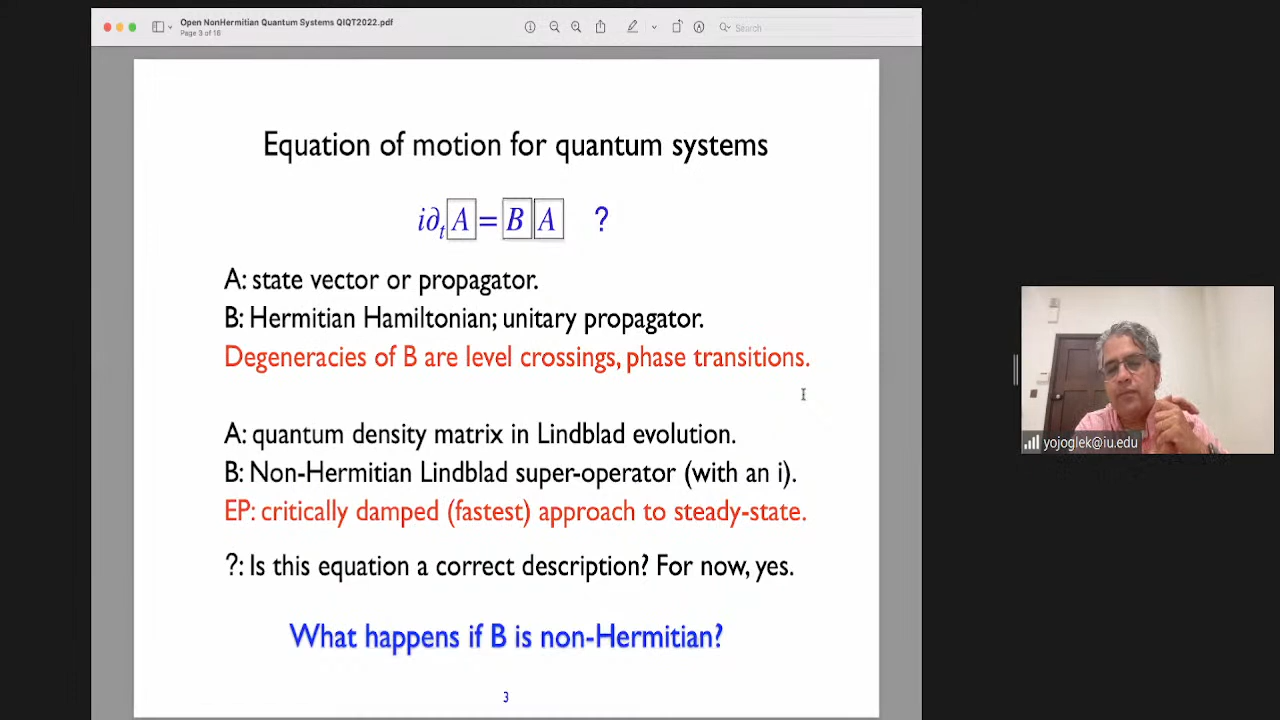 Open NonHermitian Quantum Systems QIQT2022.pdf
Page 3 of 16
Search
Equation of motion for quantum systems
i∂ₜ A = B A ?
A: state vector or propagator.
B: Hermitian Hamiltonian; unitary propagator.
Degeneracies of B are level crossings, phase transitions.
A: quantum density matrix in Lindblad evolution.
B: Non-Hermitian Lindblad super-operator (with an i).
EP: critically damped (fastest) approach to steady-state.
?: Is this equation a correct description? For now, yes.
What happens if B is non-Hermitian?
3
yojoglek@iu.edu